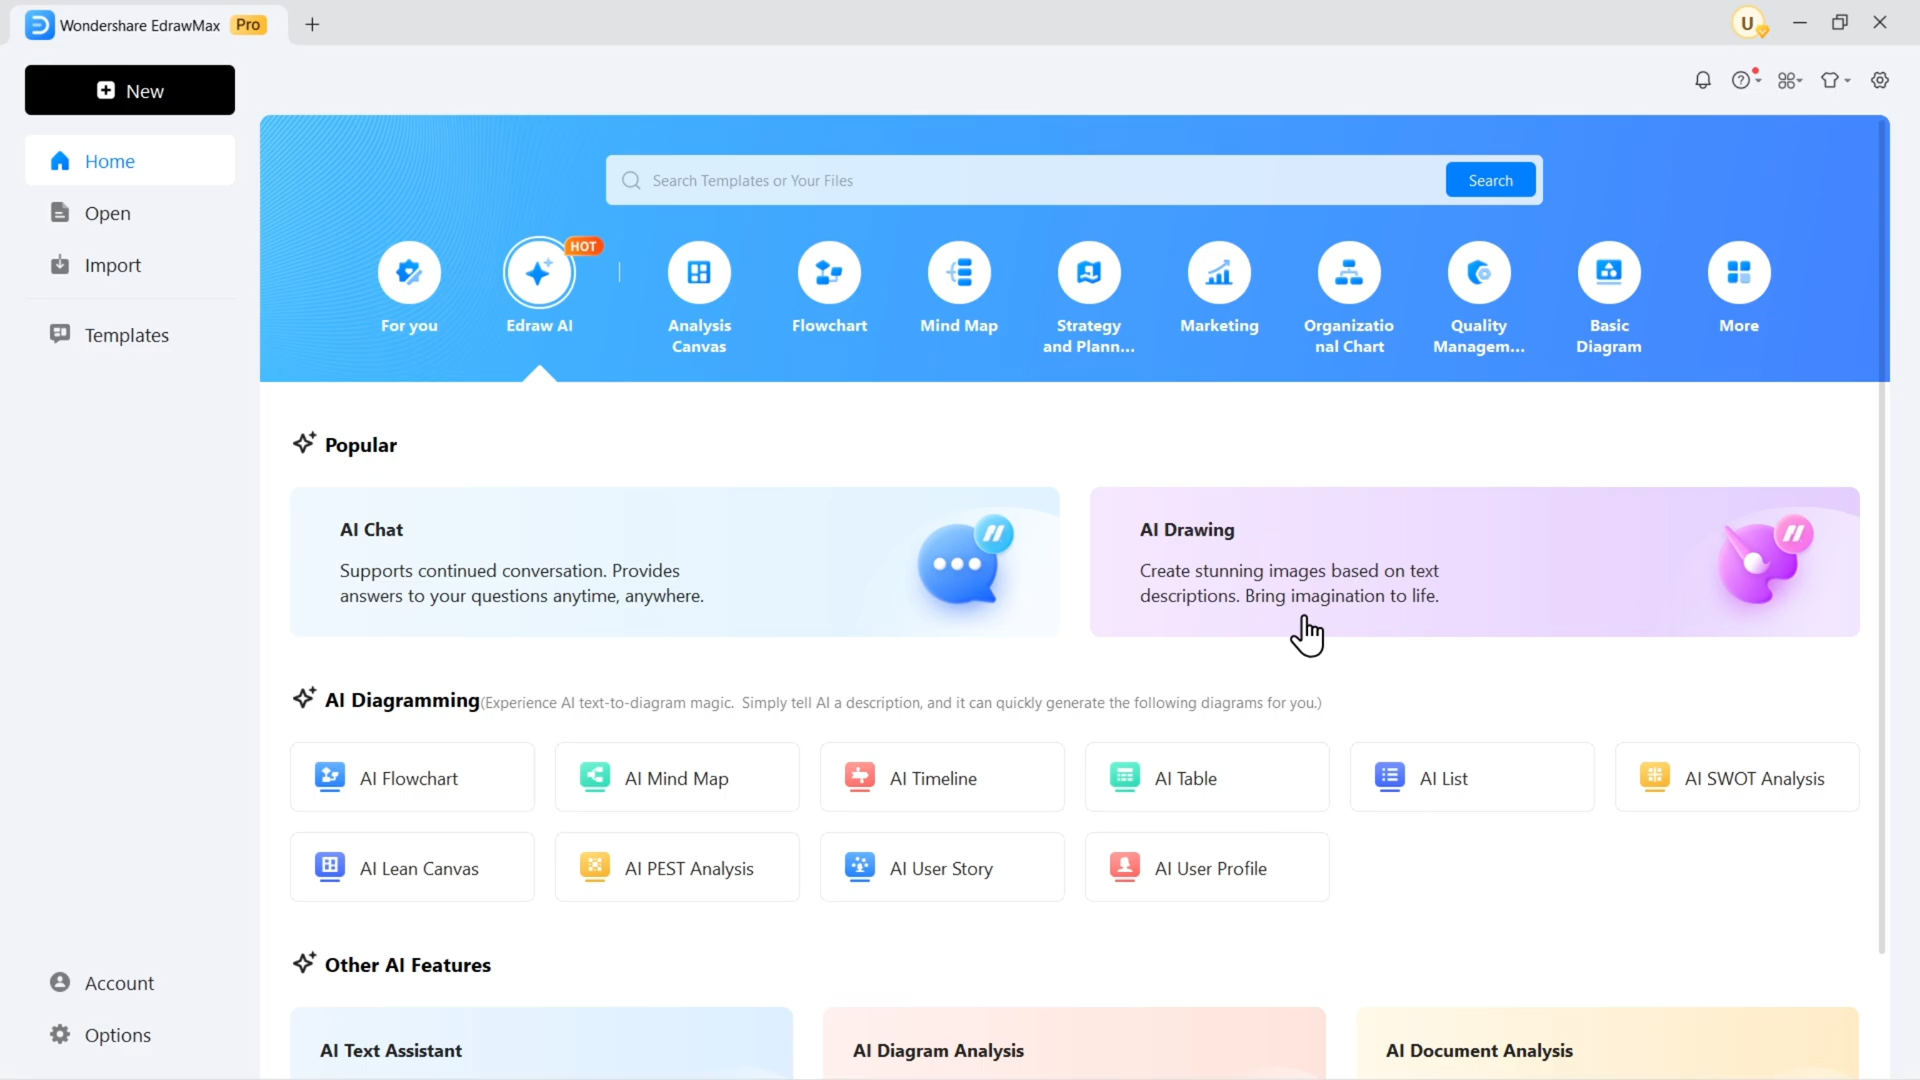 Wondershare EdrawMax Pro
U
New
Home
Open
Import
Templates
Account
Options
Search Templates or Your Files
Search
HOT
For you
Edraw AI
Analysis
Canvas
Flowchart
Mind Map
Strategy
and Plann...
Marketing
Organizatio
nal Chart
Quality
Managem...
Basic
Diagram
More
Popular
AI Chat
Supports continued conversation. Provides
answers to your questions anytime, anywhere.
AI Drawing
Create stunning images based on text
descriptions. Bring imagination to life.
AI Diagramming(Experience AI text-to-diagram magic. Simply tell AI a description, and it can quickly generate the following diagrams for you.)
AI Flowchart
AI Mind Map
AI Timeline
AI Table
AI List
AI SWOT Analysis
AI Lean Canvas
AI PEST Analysis
AI User Story
AI User Profile
Other AI Features
AI Text Assistant
AI Diagram Analysis
AI Document Analysis